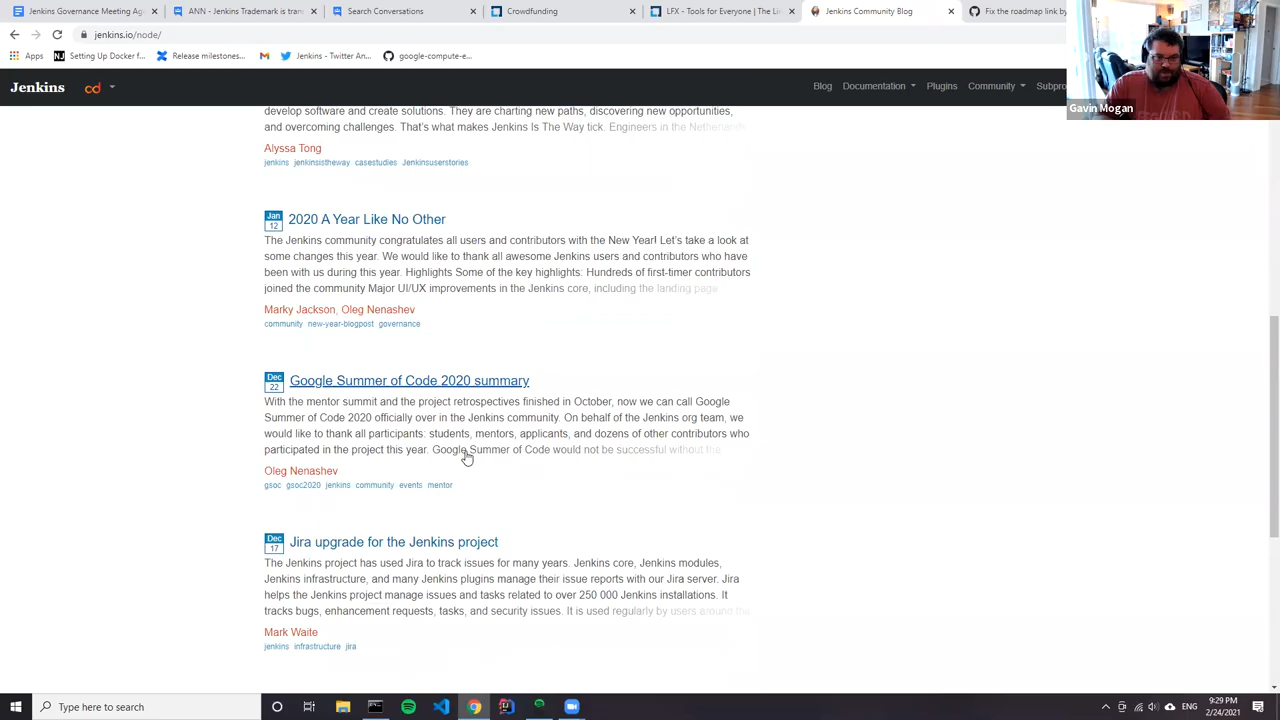 Jenkins Governance Meeting Age
ANN - Jenkins Trademark is trans
Search Conversations
Crowdfunding
LFX - Tools for Everyone | The Lin
Jenkins Community Blog
Fix the roadmap link by
jenkins.io/node/
Apps
Setting Up Docker f...
Release milestones...
Jenkins - Twitter An...
google-compute-e...
Jenkins
Blog
Documentation
Plugins
Community
Subpro
Gavin Mogan
develop software and create solutions. They are charting new paths, discovering new opportunities,
and overcoming challenges. That's what makes Jenkins Is The Way tick. Engineers in the Netherlands
Alyssa Tong
jenkins jenkinsistheway casestudies Jenkinsuserstories
Jan
12
2020 A Year Like No Other
The Jenkins community congratulates all users and contributors with the New Year! Let's take a look at
some changes this year. We would like to thank all awesome Jenkins users and contributors who have
been with us during this year. Highlights Some of the key highlights: Hundreds of first-timer contributors
joined the community Major UI/UX improvements in the Jenkins core, including the landing page
Marky Jackson, Oleg Nenashev
community new-year-blogpost governance
Dec
22
Google Summer of Code 2020 summary
With the mentor summit and the project retrospectives finished in October, now we can call Google
Summer of Code 2020 officially over in the Jenkins community. On behalf of the Jenkins org team, we
would like to thank all participants: students, mentors, applicants, and dozens of other contributors who
participated in the project this year. Google Summer of Code would not be successful without the
Oleg Nenashev
gsoc gsoc2020 jenkins community events mentor
Dec
17
Jira upgrade for the Jenkins project
The Jenkins project has used Jira to track issues for many years. Jenkins core, Jenkins modules,
Jenkins infrastructure, and many Jenkins plugins manage their issue reports with our Jira server. Jira
helps the Jenkins project manage issues and tasks related to over 250 000 Jenkins installations. It
tracks bugs, enhancement requests, tasks, and security issues. It is used regularly by users around the
Mark Waite
jenkins infrastructure jira
Type here to search
ENG
9:29 PM
2/24/2021